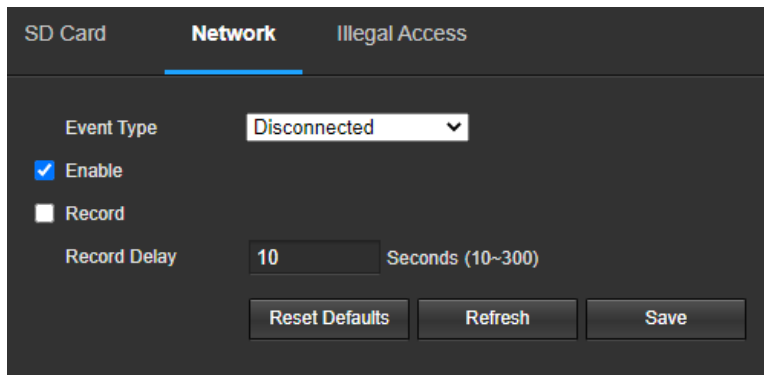 SD Card Network Illegal Access
Event Type Disconnected
Enable
Record
Record Delay 10 Seconds (10~300)
Reset Defaults Refresh Save